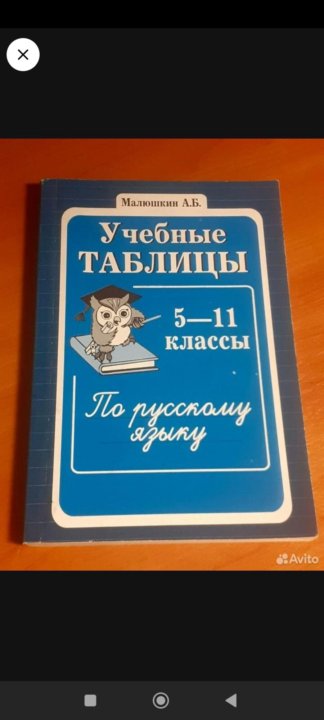 Малюшкин А.Б.
Учебные
ТАБЛИЦЫ
5—11
классы
По русскому
языку
Avito